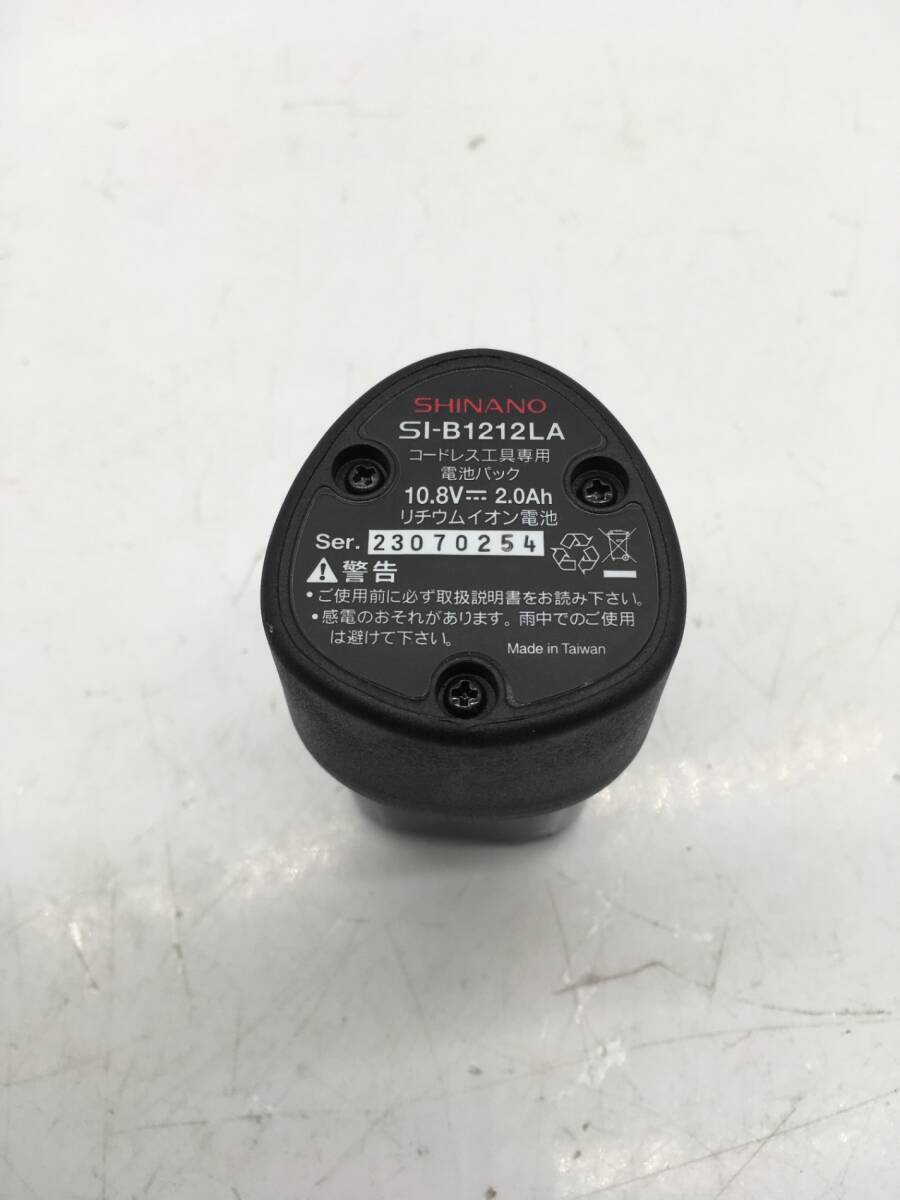 SHINANO
SI-B1212LA
コードレス工具専用
電池パック
10.8V⎓ 2.0Ah
リチウムイオン電池
Ser. 23070254
警告
•ご使用前に必ず取扱説明書をお読み下さい。
•感電のおそれがあります。雨中でのご使用
は避けて下さい。
Made in Taiwan